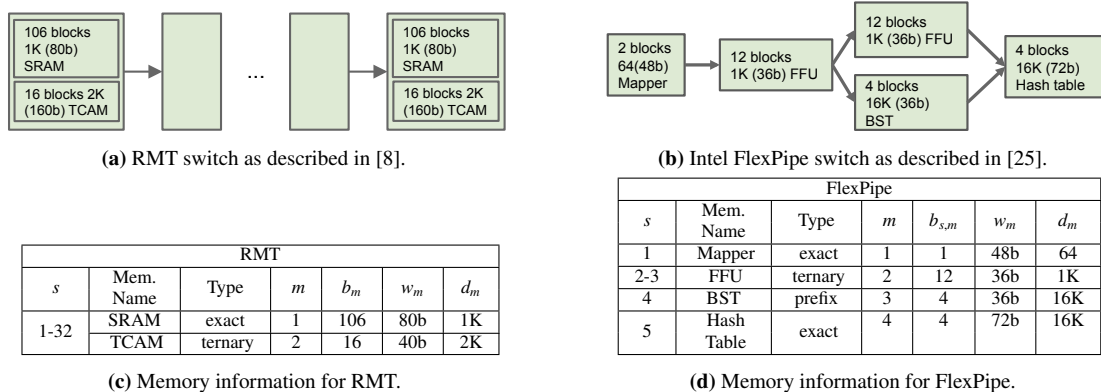 106 blocks
1K (80b)
SRAM
16 blocks 2K
(160b) TCAM
...
106 blocks
1K (80b)
SRAM
16 blocks 2K
(160b) TCAM
(a) RMT switch as described in [8].
2 blocks
64(48b)
Mapper
12 blocks
1K (36b) FFU
12 blocks
1K (36b) FFU
4 blocks
16K (36b)
BST
4 blocks
16K (72b)
Hash table
(b) Intel FlexPipe switch as described in [25].
RMT
s Mem. Name Type m b_m w_m d_m
1-32 SRAM exact 1 106 80b 1K
TCAM ternary 2 16 40b 2K
(c) Memory information for RMT.
FlexPipe
s Mem. Name Type m b_{s,m} w_m d_m
1 Mapper exact 1 1 48b 64
2-3 FFU ternary 2 12 36b 1K
4 BST prefix 3 4 36b 16K
5 Hash Table exact 4 4 72b 16K
(d) Memory information for FlexPipe.